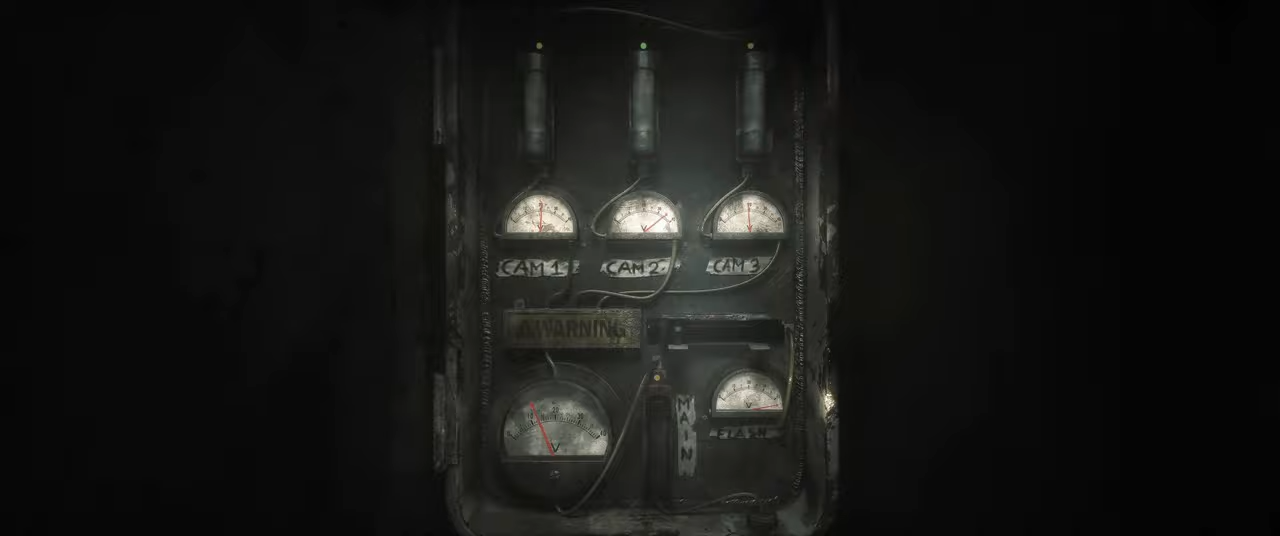 CAM 1
CAM 2
CAM 3
⚠WARNING
V
V
MAIN
FLASH